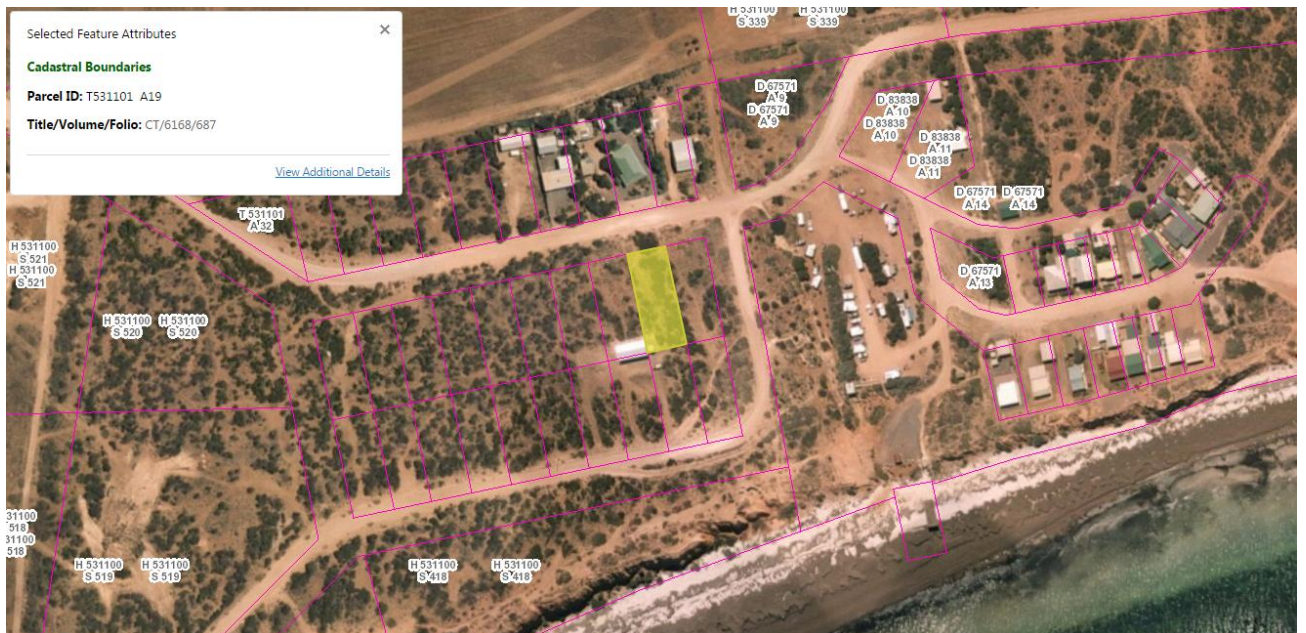 Selected Feature Attributes
×
Cadastral Boundaries
Parcel ID: T531101 A19
Title/Volume/Folio: CT/6168/687
View Additional Details
H 531100
S 339
H 531100
S 339
D 67571
A 9
D 67571
A 9
D 83838
A 10
D 83838
A 10
D 83838
A 11
D 83838
A 11
D 67571
A 14
D 67571
A 14
T 531101
A 32
H 531100
S 521
H 531100
S 521
D 67571
A 13
H 531100
S 520
H 531100
S 520
31100
518
31100
518
H 531100
S 519
H 531100
S 519
H 531100
S 418
H 531100
S 418